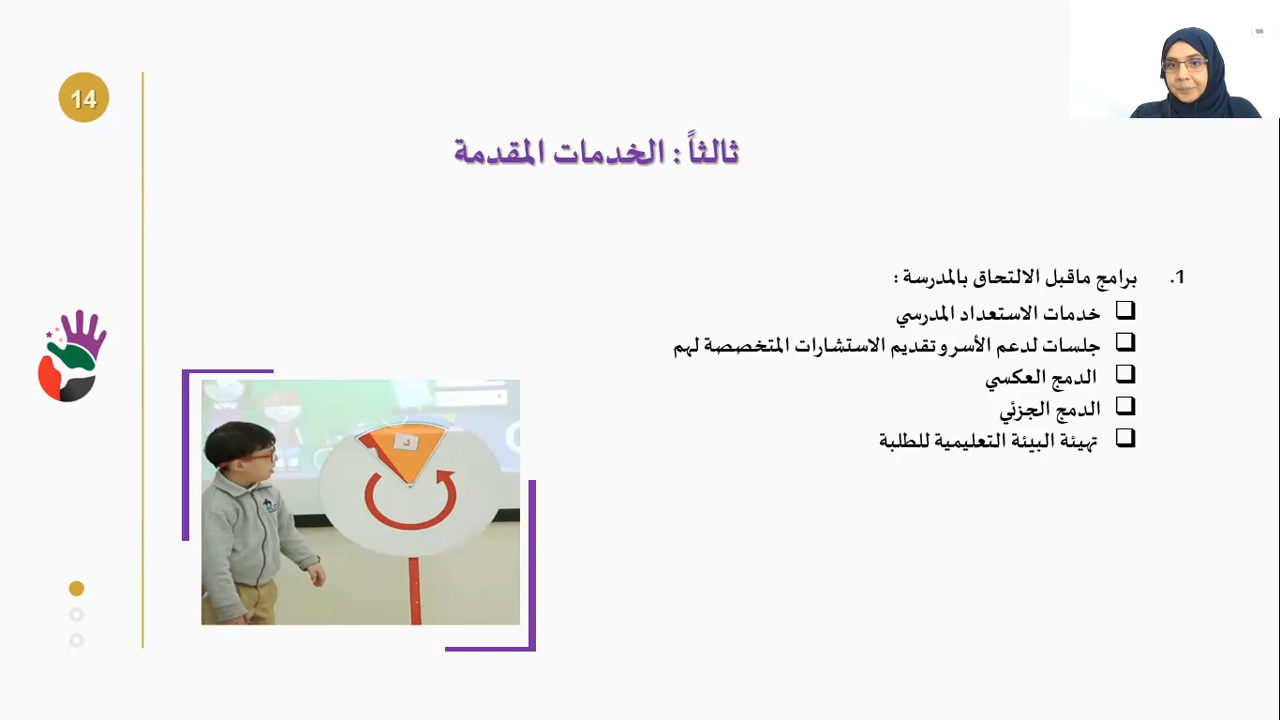 14
ثالثاً : الخدمات المقدمة
1. برامج ماقبل الالتحاق بالمدرسة :
خدمات الاستعداد المدرسي
جلسات لدعم الأسر وتقديم الاستشارات المتخصصة لهم
الدمج العكسي
الدمج الجزئي
تهيئة البيئة التعليمية للطلبة
د